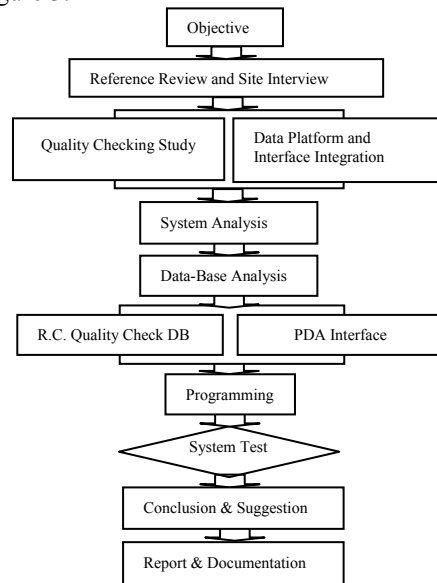 Objective
Reference Review and Site Interview
Quality Checking Study
Data Platform and
Interface Integration
System Analysis
Data-Base Analysis
R.C. Quality Check DB
PDA Interface
Programming
System Test
Conclusion & Suggestion
Report & Documentation